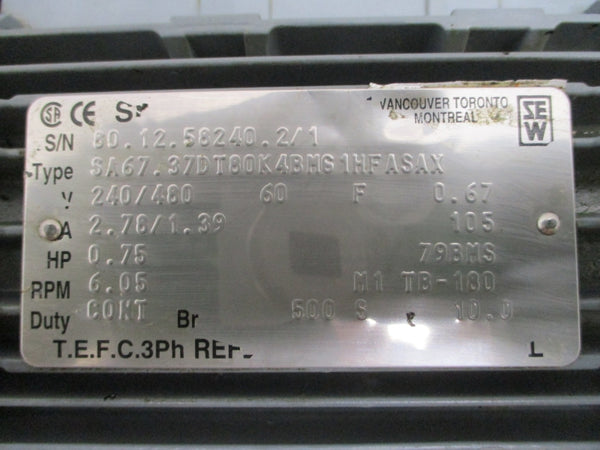 VANCOUVER TORONTO
MONTREAL
SEW
S/N 80.12.58240.2/1
Type SA67.37DT80K4BMG1HFASAX
V 240/480 60 F 0.67
A 2.78/1.39 105
HP 0.75 79BMS
RPM 6.05 M1 TB-180
Duty CONT Br 500 S 10.0
T.E.F.C.3Ph L